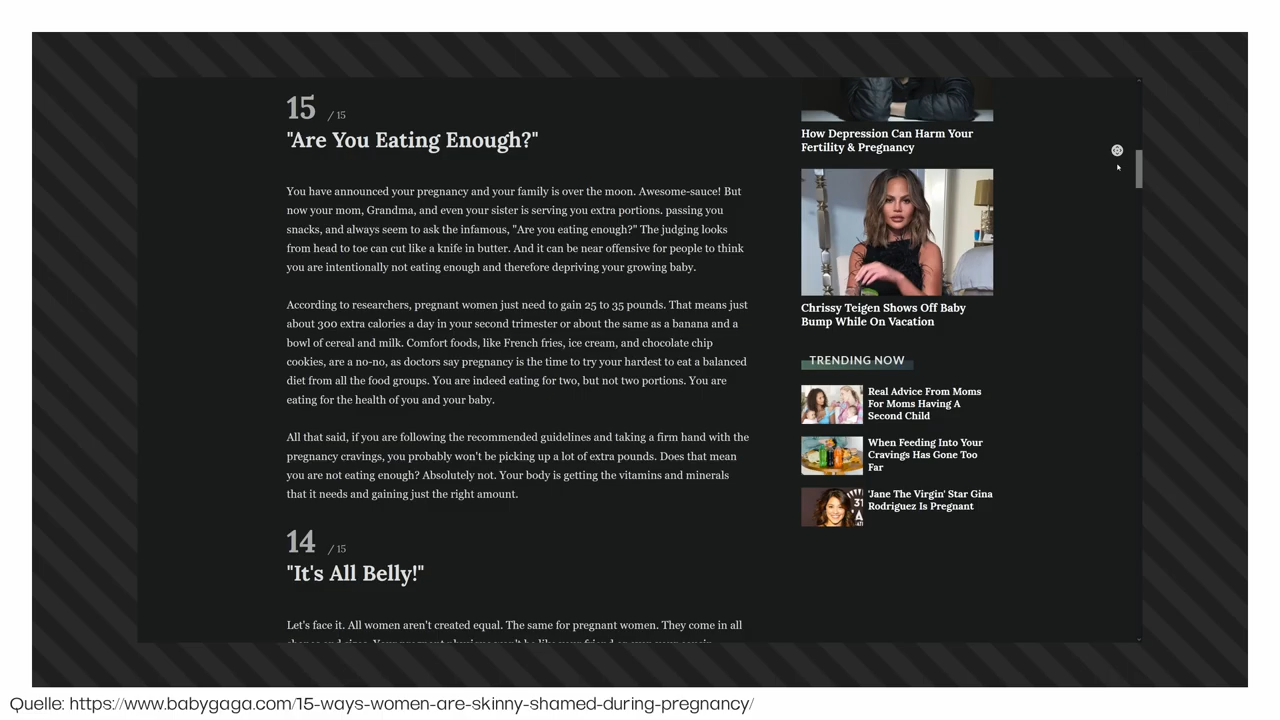 15 / 15
"Are You Eating Enough?"
You have announced your pregnancy and your family is over the moon. Awesome-sauce! But
now your mom, Grandma, and even your sister is serving you extra portions. passing you
snacks, and always seem to ask the infamous, "Are you eating enough?" The judging looks
from head to toe can cut like a knife in butter. And it can be near offensive for people to think
you are intentionally not eating enough and therefore depriving your growing baby.
According to researchers, pregnant women just need to gain 25 to 35 pounds. That means just
about 300 extra calories a day in your second trimester or about the same as a banana and a
bowl of cereal and milk. Comfort foods, like French fries, ice cream, and chocolate chip
cookies, are a no-no, as doctors say pregnancy is the time to try your hardest to eat a balanced
diet from all the food groups. You are indeed eating for two, but not two portions. You are
eating for the health of you and your baby.
All that said, if you are following the recommended guidelines and taking a firm hand with the
pregnancy cravings, you probably won't be picking up a lot of extra pounds. Does that mean
you are not eating enough? Absolutely not. Your body is getting the vitamins and minerals
that it needs and gaining just the right amount.
14 / 15
"It's All Belly!"
Let's face it. All women aren't created equal. The same for pregnant women. They come in all
How Depression Can Harm Your
Fertility & Pregnancy
Chrissy Teigen Shows Off Baby
Bump While On Vacation
TRENDING NOW
Real Advice From Moms
For Moms Having A
Second Child
When Feeding Into Your
Cravings Has Gone Too
Far
'Jane The Virgin' Star Gina
Rodriguez Is Pregnant
Quelle: https://www.babygaga.com/15-ways-women-are-skinny-shamed-during-pregnancy/